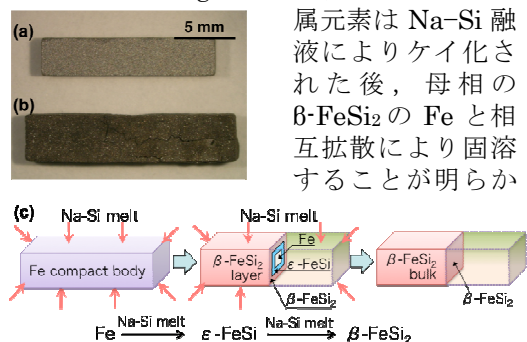 (a)
5 mm
(b)
属元素は Na–Si 融
液によりケイ化さ
れた後，母相の
β-FeSi2 の Fe と相
互拡散により固溶
することが明らか
(c)
Na-Si melt
Na-Si melt
Fe compact body
β-FeSi₂
layer
Fe
ε-FeSi
β-FeSi₂
β-FeSi₂
bulk
β-FeSi₂
Fe Na-Si melt ε-FeSi Na-Si melt β-FeSi₂